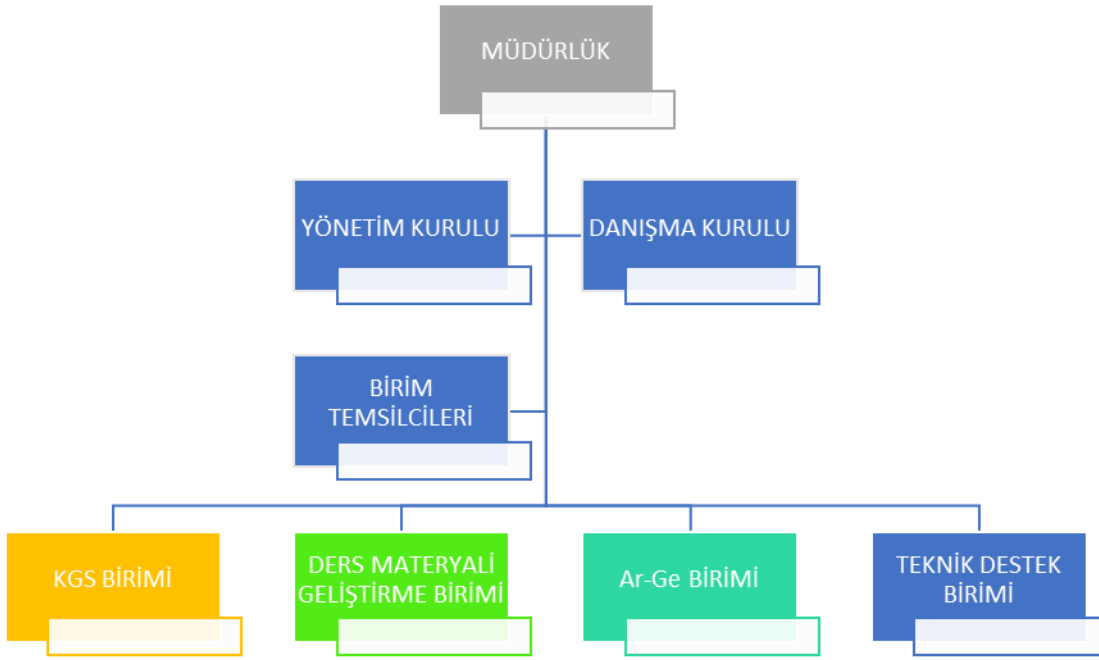 MÜDÜRLÜK
YÖNETİM KURULU
DANIŞMA KURULU
BİRİM
TEMSİLCİLERİ
KGS BİRİMİ
DERS MATERYALİ
GELİŞTİRME BİRİMİ
Ar-Ge BİRİMİ
TEKNİK DESTEK
BİRİMİ